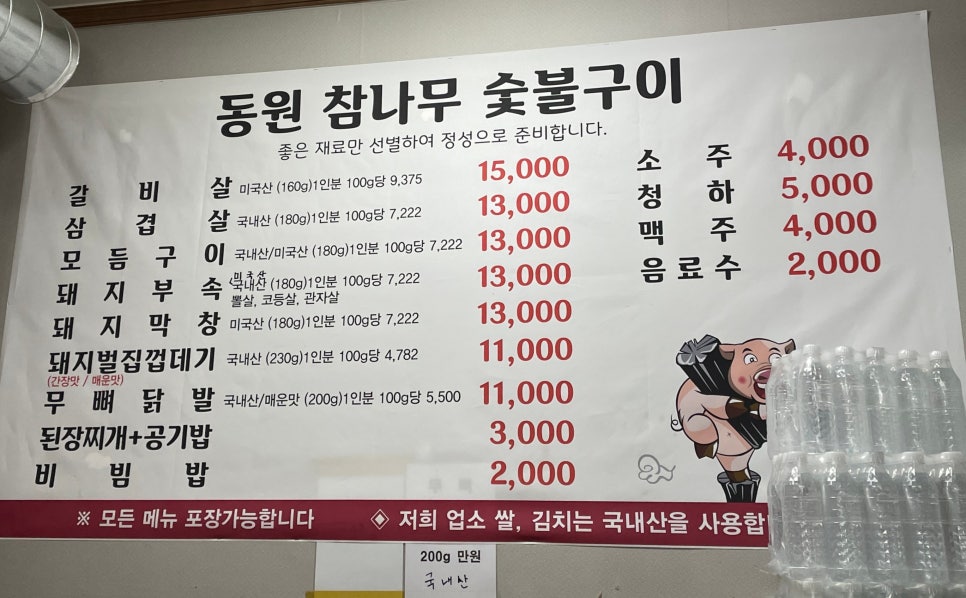 동원 참나무 숯불구이
좋은 재료만 선별하여 정성으로 준비합니다.
갈비살 미국산 (160g)1인분 100g당 9,375 15,000
삼겹살 국내산 (180g)1인분 100g당 7,222 13,000
모듬구이 국내산/미국산 (180g)1인분 100g당 7,222 13,000
미국산
돼지부속 국내산 (180g)1인분 100g당 7,222 13,000
뽈살, 코등살, 관자살
돼지막창 미국산 (180g)1인분 100g당 7,222 13,000
돼지벌집껍데기 국내산 (230g)1인분 100g당 4,782 11,000
(간장맛 / 매운맛)
무뼈닭발 국내산/매운맛 (200g)1인분 100g당 5,500 11,000
된장찌개+공기밥 3,000
비빔밥 2,000
소주 4,000
청하 5,000
맥주 4,000
음료수 2,000
※ 모든 메뉴 포장가능합니다 ◈ 저희 업소 쌀, 김치는 국내산을 사용합
200g 만원
국내산